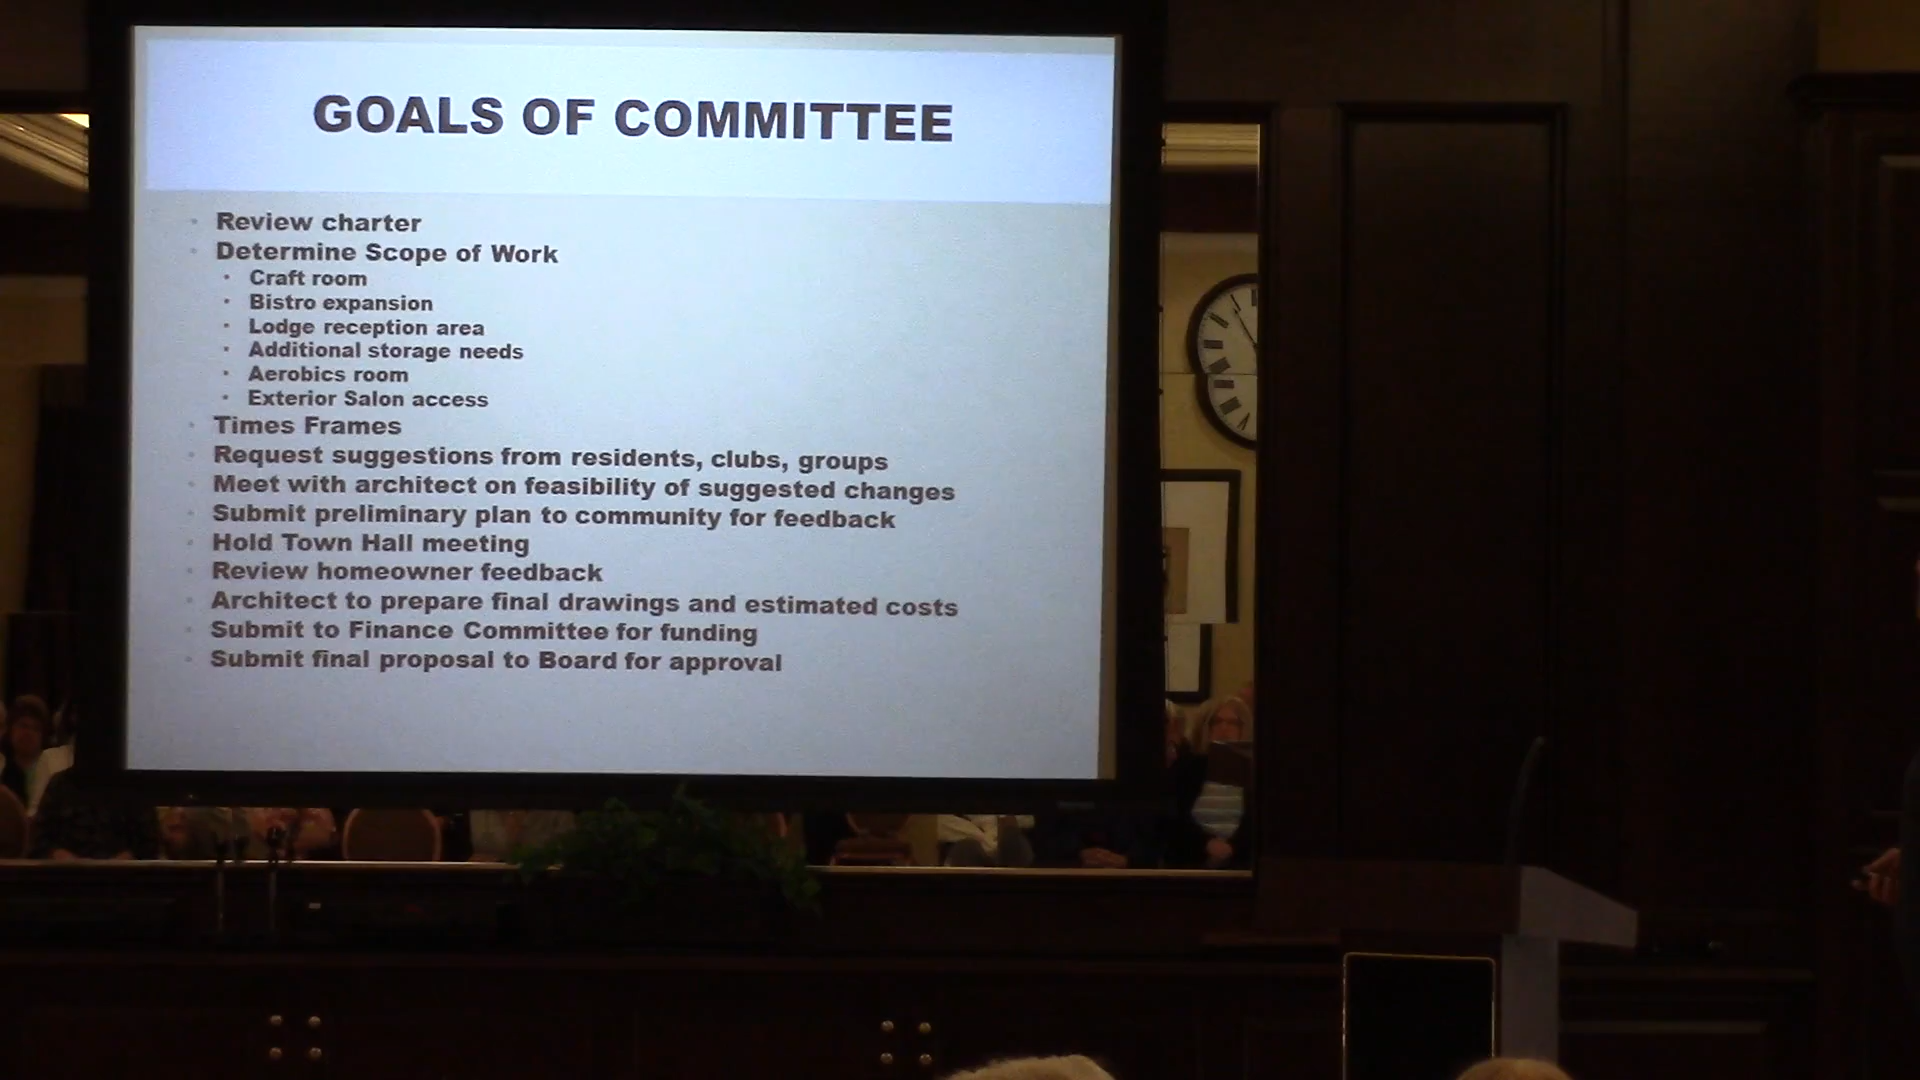 GOALS OF COMMITTEE
Review charter
Determine Scope of Work
Craft room
Bistro expansion
Lodge reception area
Additional storage needs
Aerobics room
Exterior Salon access
Times Frames
Request suggestions from residents, clubs, groups
Meet with architect on feasibility of suggested changes
Submit preliminary plan to community for feedback
Hold Town Hall meeting
Review homeowner feedback
Architect to prepare final drawings and estimated costs
Submit to Finance Committee for funding
Submit final proposal to Board for approval